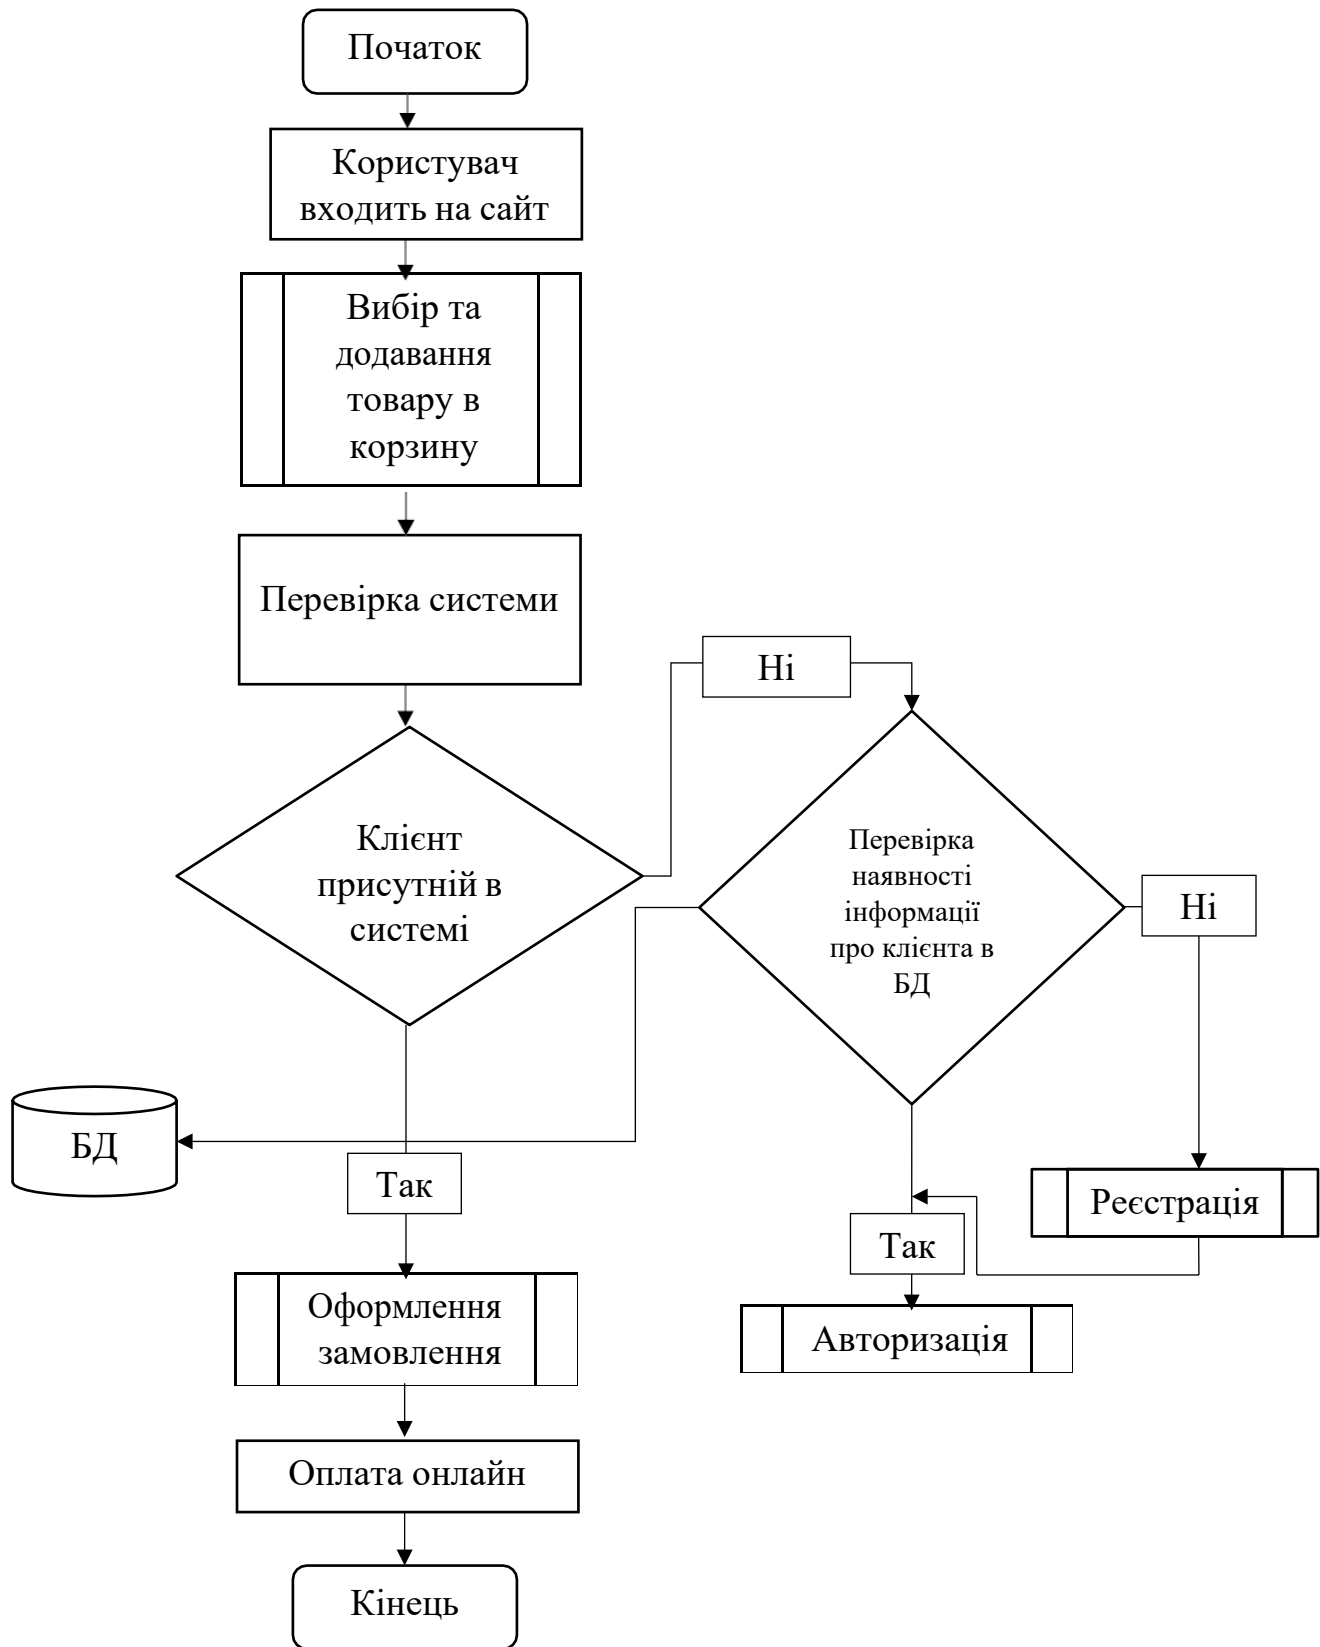 Початок
Користувач
входить на сайт
Вибір та
додавання
товару в
корзину
Перевірка системи
Ні
Клієнт
присутній в
системі
Перевірка
наявності
інформації
про клієнта в
БД
Ні
БД
Так
Реєстрація
Так
Оформлення
замовлення
Авторизація
Оплата онлайн
Кінець